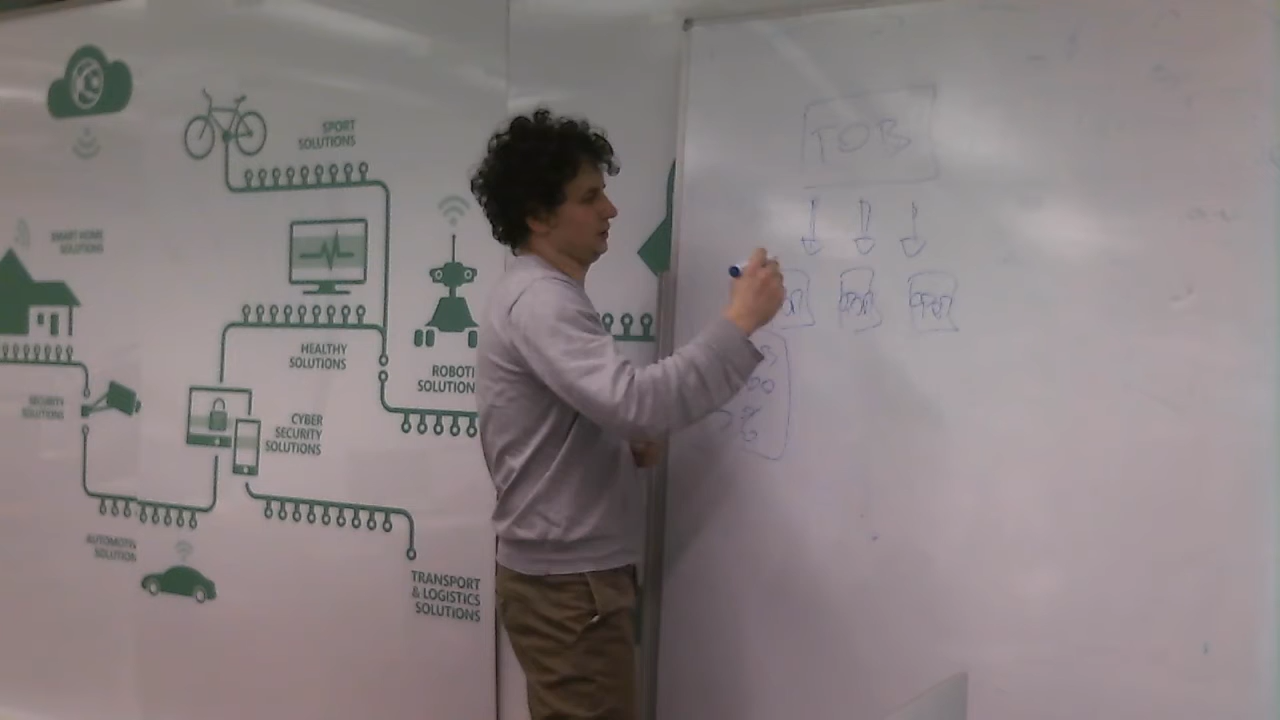 SPORT
SOLUTIONS
SMART HOME
SOLUTIONS
HEALTHY
SOLUTIONS
ROBOTI
SOLUTION
SECURITY
SOLUTIONS
CYBER
SECURITY
SOLUTIONS
AUTOMOTIV
SOLUTION
TRANSPORT
& LOGISTICS
SOLUTIONS
TOB